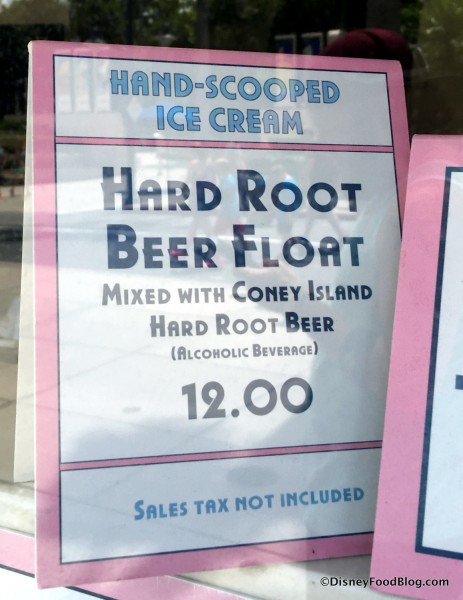 HAND-SCOOPED
ICE CREAM
HARD ROOT
BEER FLOAT
MIXED WITH CONEY ISLAND
HARD ROOT BEER
(ALCOHOLIC BEVERAGE)
12.00
SALES TAX NOT INCLUDED
©DisneyFoodBlog.com